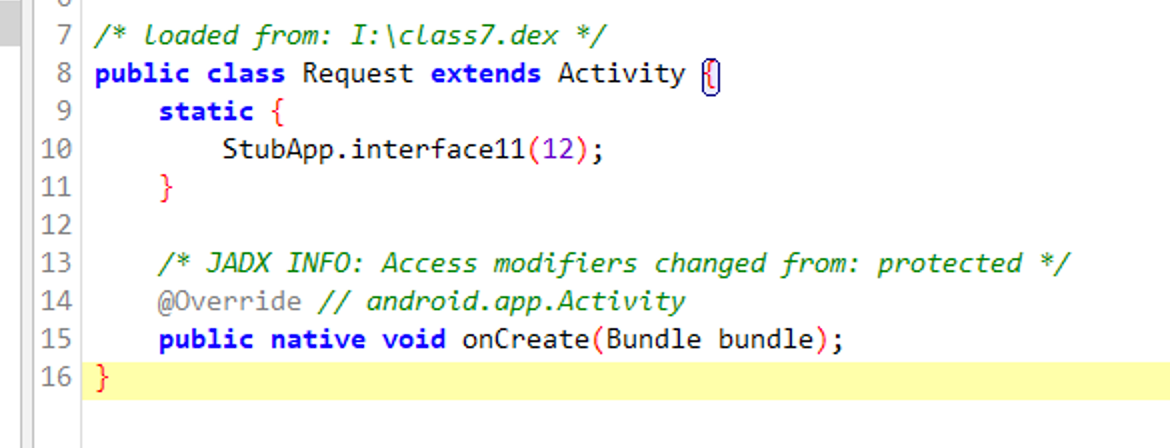 7 /* loaded from: I:\class7.dex */
8 public class Request extends Activity {
9     static {
10         StubApp.interface11(12);
11     }
12
13     /* JADX INFO: Access modifiers changed from: protected */
14     @Override // android.app.Activity
15     public native void onCreate(Bundle bundle);
16 }